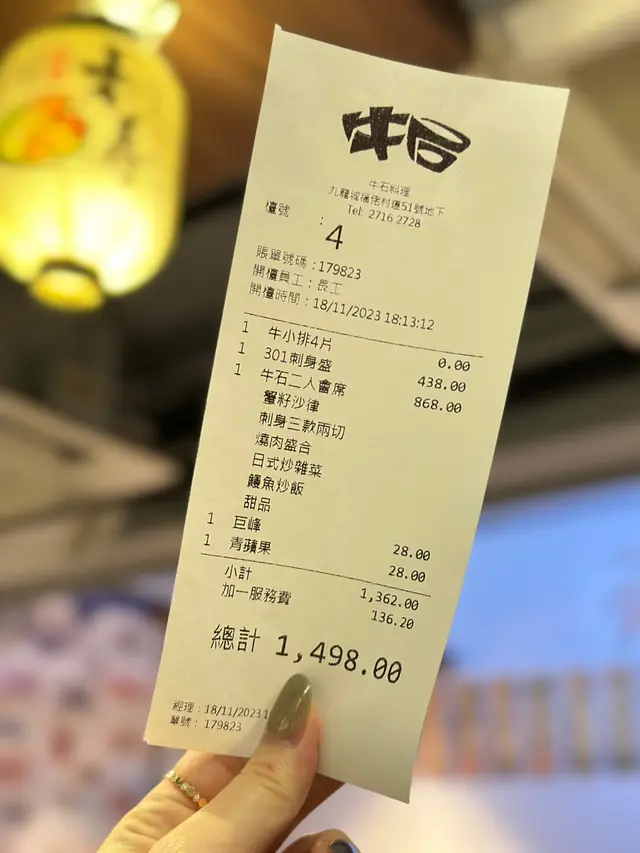 牛石
牛石料理
九龍城福佬村道51號地下
Tel: 2716 2728
檯號 : 4
賬單號碼：179823
開檯員工：長工
開檯時間：18/11/2023 18:13:12
1 牛小排4片 0.00
1 301刺身盛 438.00
1 牛石二人會席 868.00
蟹籽沙律
刺身三款兩切
燒肉盛合
日式炒雜菜
饅魚炒飯
甜品
1 巨峰 28.00
1 青蘋果 28.00
小計 1,362.00
加一服務費 136.20
總計 1,498.00
經理：18/11/2023 1
單號：179823